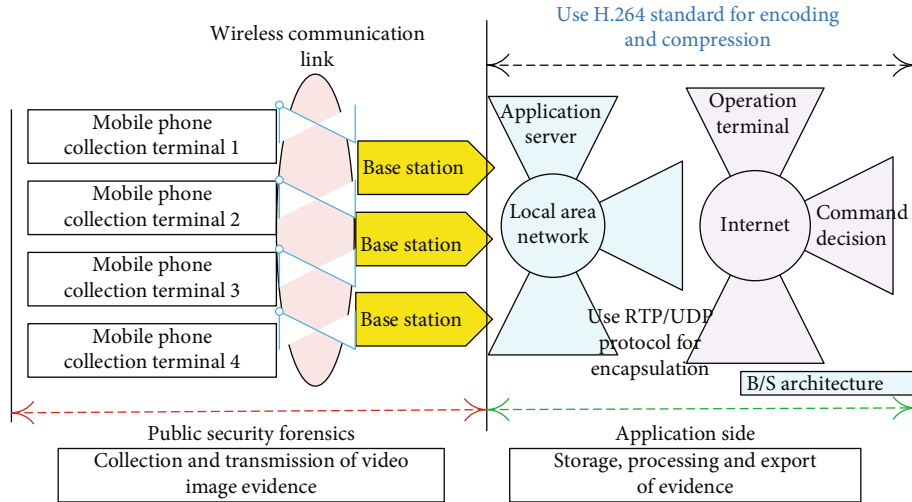 Use H.264 standard for encoding
and compression
Wireless communication
link
Mobile phone
collection terminal 1
Mobile phone
collection terminal 2
Mobile phone
collection terminal 3
Mobile phone
collection terminal 4
Base station
Base station
Base station
Application
server
Local area
network
Operation
terminal
Internet
Command
decision
Use RTP/UDP
protocol for
encapsulation
B/S architecture
Public security forensics
Collection and transmission of video
image evidence
Application side
Storage, processing and export
of evidence